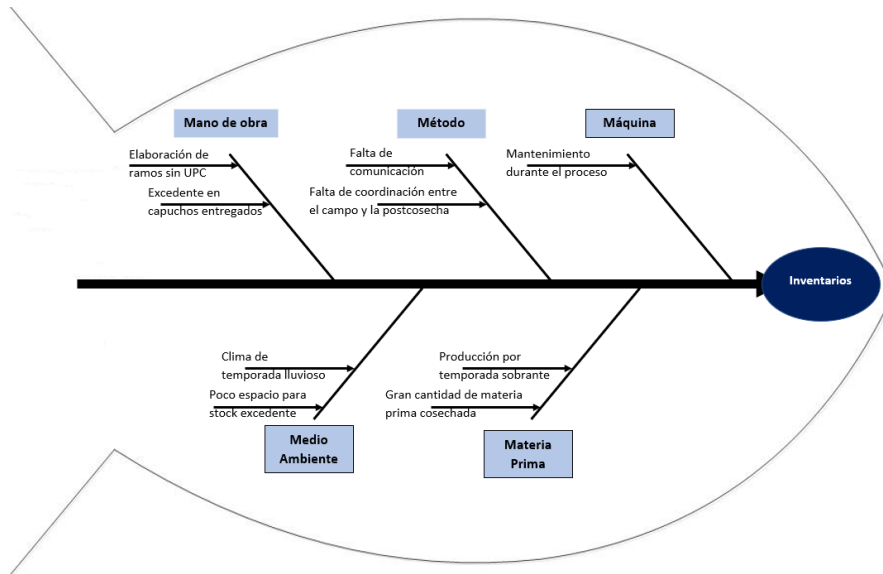 Mano de obra
Método
Máquina
Elaboración de
ramos sin UPC
Excedente en
capuchos entregados
Falta de
comunicación
Falta de coordinación entre
el campo y la postcosecha
Mantenimiento
durante el proceso
Inventarios
Clima de
temporada lluvioso
Poco espacio para
stock excedente
Producción por
temporada sobrante
Gran cantidad de materia
prima cosechada
Medio
Ambiente
Materia
Prima